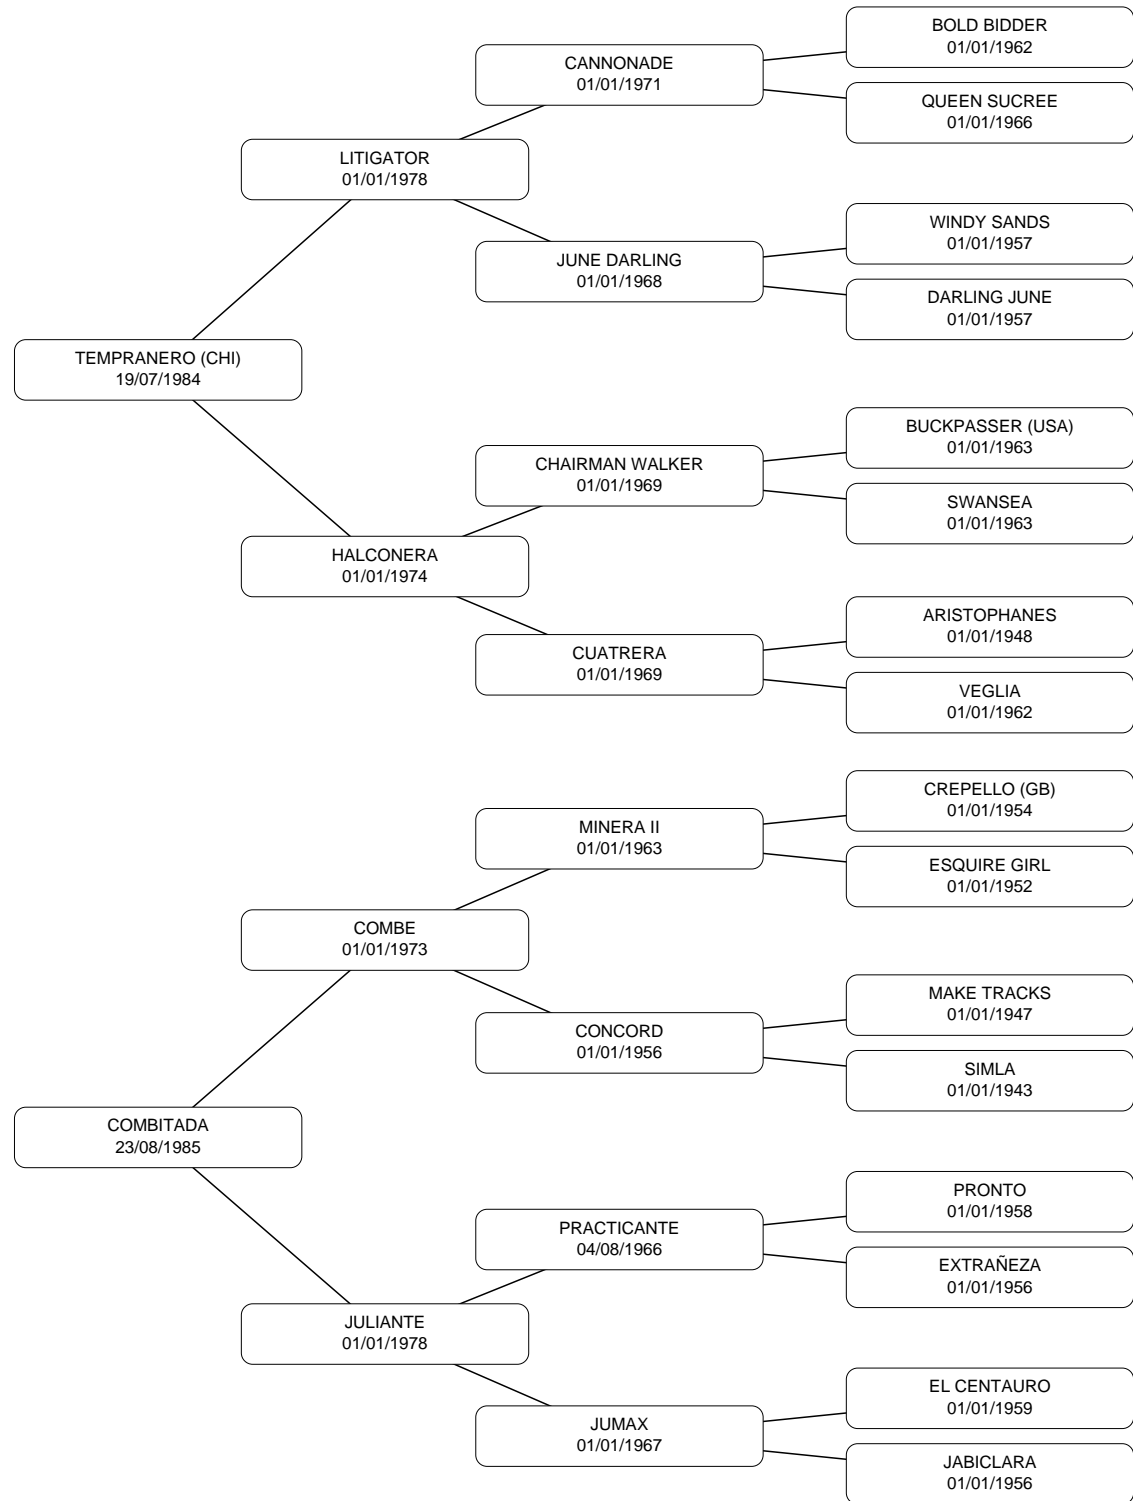 BOLD BIDDER
01/01/1962
CANNONADE
01/01/1971
QUEEN SUCREE
01/01/1966
LITIGATOR
01/01/1978
WINDY SANDS
01/01/1957
JUNE DARLING
01/01/1968
DARLING JUNE
01/01/1957
TEMPRANERO (CHI)
19/07/1984
BUCKPASSER (USA)
01/01/1963
CHAIRMAN WALKER
01/01/1969
SWANSEA
01/01/1963
HALCONERA
01/01/1974
ARISTOPHANES
01/01/1948
CUATRERA
01/01/1969
VEGLIA
01/01/1962
CREPELLO (GB)
01/01/1954
MINERA II
01/01/1963
ESQUIRE GIRL
01/01/1952
COMBE
01/01/1973
MAKE TRACKS
01/01/1947
CONCORD
01/01/1956
SIMLA
01/01/1943
COMBITADA
23/08/1985
PRONTO
01/01/1958
PRACTICANTE
04/08/1966
EXTRAÑEZA
01/01/1956
JULIANTE
01/01/1978
EL CENTAURO
01/01/1959
JUMAX
01/01/1967
JABICLARA
01/01/1956